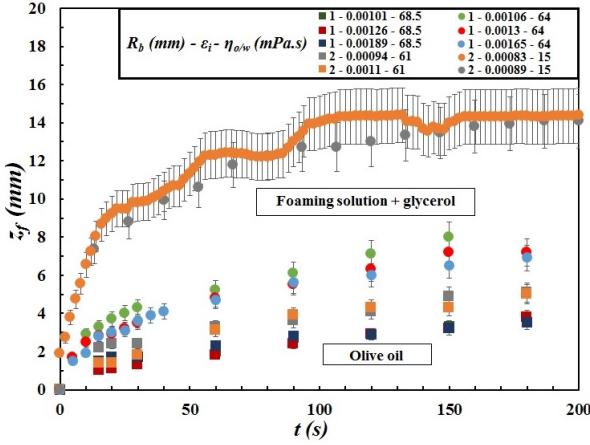 20
18
16
14
12
10
8
6
4
2
0
z_f (mm)
R_b (mm) - ε_i- η_o/w (mPa.s)
1 - 0.00101 - 68.5
1 - 0.00106 - 64
1 - 0.00126 - 68.5
1 - 0.0013 - 64
1 - 0.00189 - 68.5
1 - 0.00165 - 64
2 - 0.00094 - 61
2 - 0.00083 - 15
2 - 0.0011 - 61
2 - 0.00089 - 15
Foaming solution + glycerol
Olive oil
0
50
100
150
200
t (s)